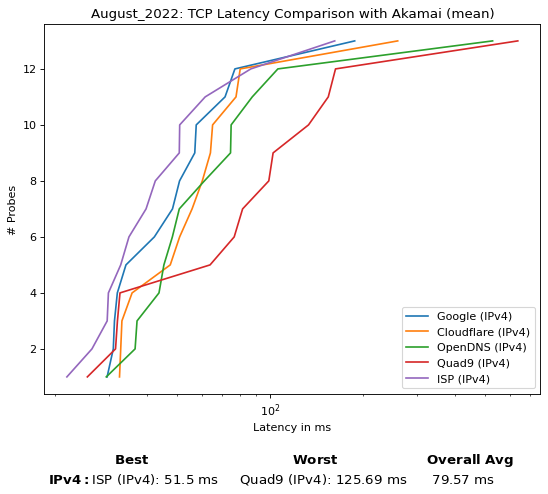 August_2022: TCP Latency Comparison with Akamai (mean)
# Probes
12
10
8
6
4
2
10²
Latency in ms
Google (IPv4)
Cloudflare (IPv4)
OpenDNS (IPv4)
Quad9 (IPv4)
ISP (IPv4)
Best Worst Overall Avg
IPv4: ISP (IPv4): 51.5 ms Quad9 (IPv4): 125.69 ms 79.57 ms